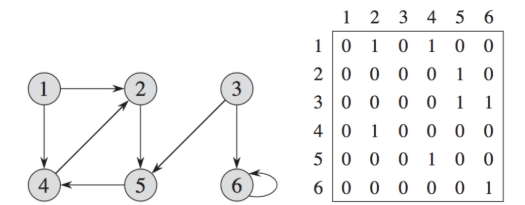 1 2 3
4 5 6
1 2 3 4 5 6
1 0 1 0 1 0 0
2 0 0 0 0 1 0
3 0 0 0 0 1 1
4 0 1 0 0 0 0
5 0 0 0 1 0 0
6 0 0 0 0 0 1